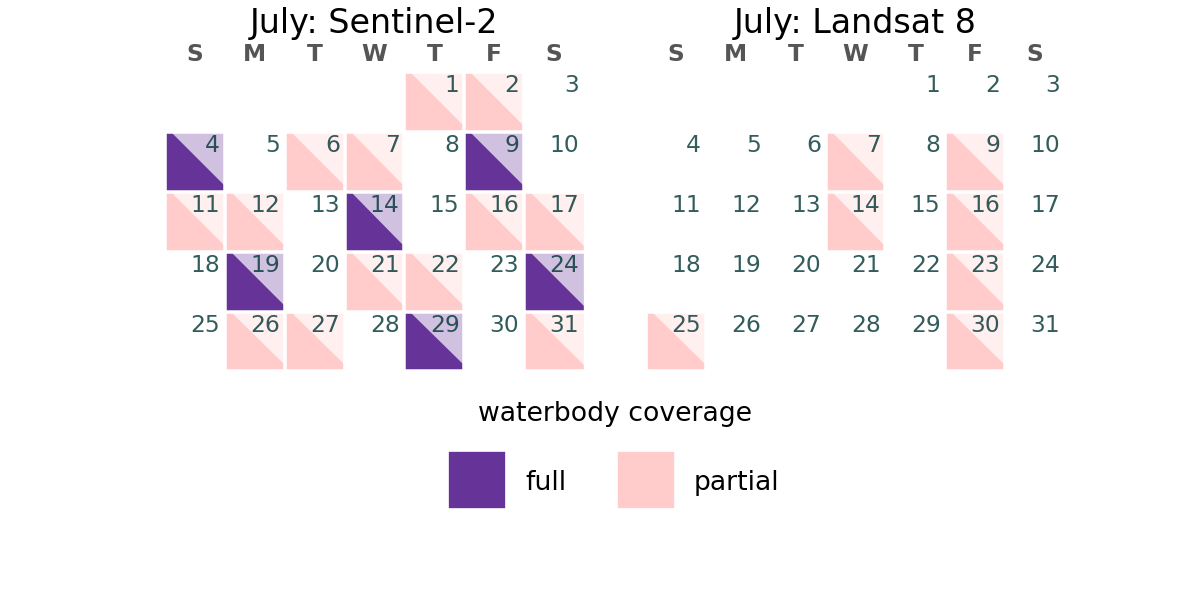 July: Sentinel-2
S M T W T F S
1 2 3
4 5 6 7 8 9 10
11 12 13 14 15 16 17
18 19 20 21 22 23 24
25 26 27 28 29 30 31
July: Landsat 8
S M T W T F S
1 2 3
4 5 6 7 8 9 10
11 12 13 14 15 16 17
18 19 20 21 22 23 24
25 26 27 28 29 30 31
waterbody coverage
full
partial